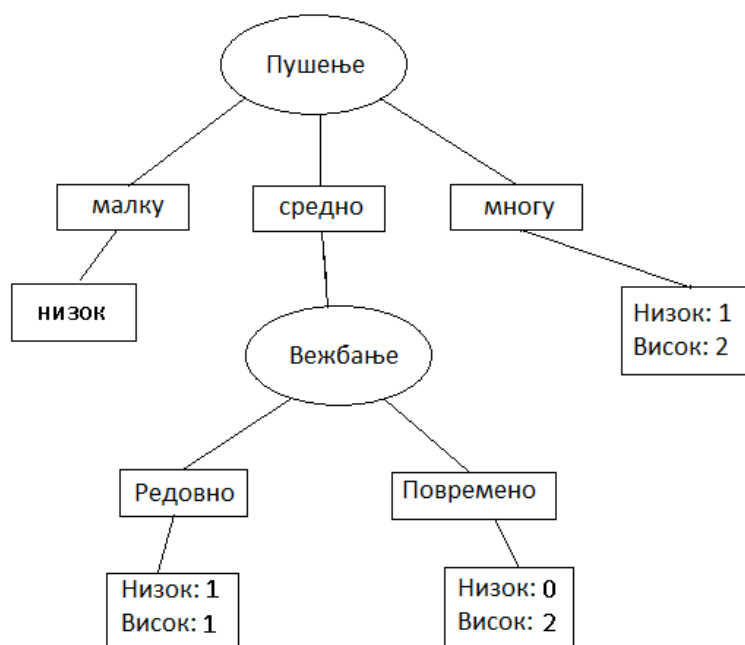 Пушење
малку
средно
многу
низок
Низок: 1
Висок: 2
Вежбање
Редовно
Повремено
Низок: 1
Висок: 1
Низок: 0
Висок: 2